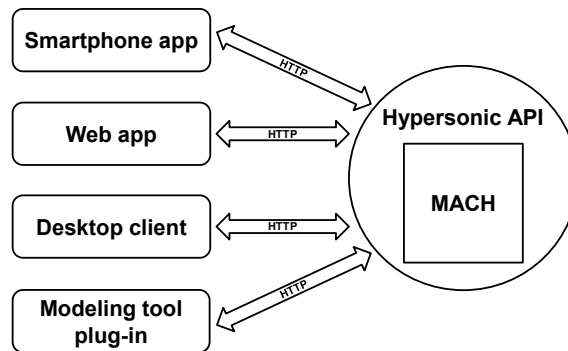 Smartphone app
HTTP
Hypersonic API
Web app
HTTP
MACH
Desktop client
HTTP
Modeling tool
plug-in
HTTP